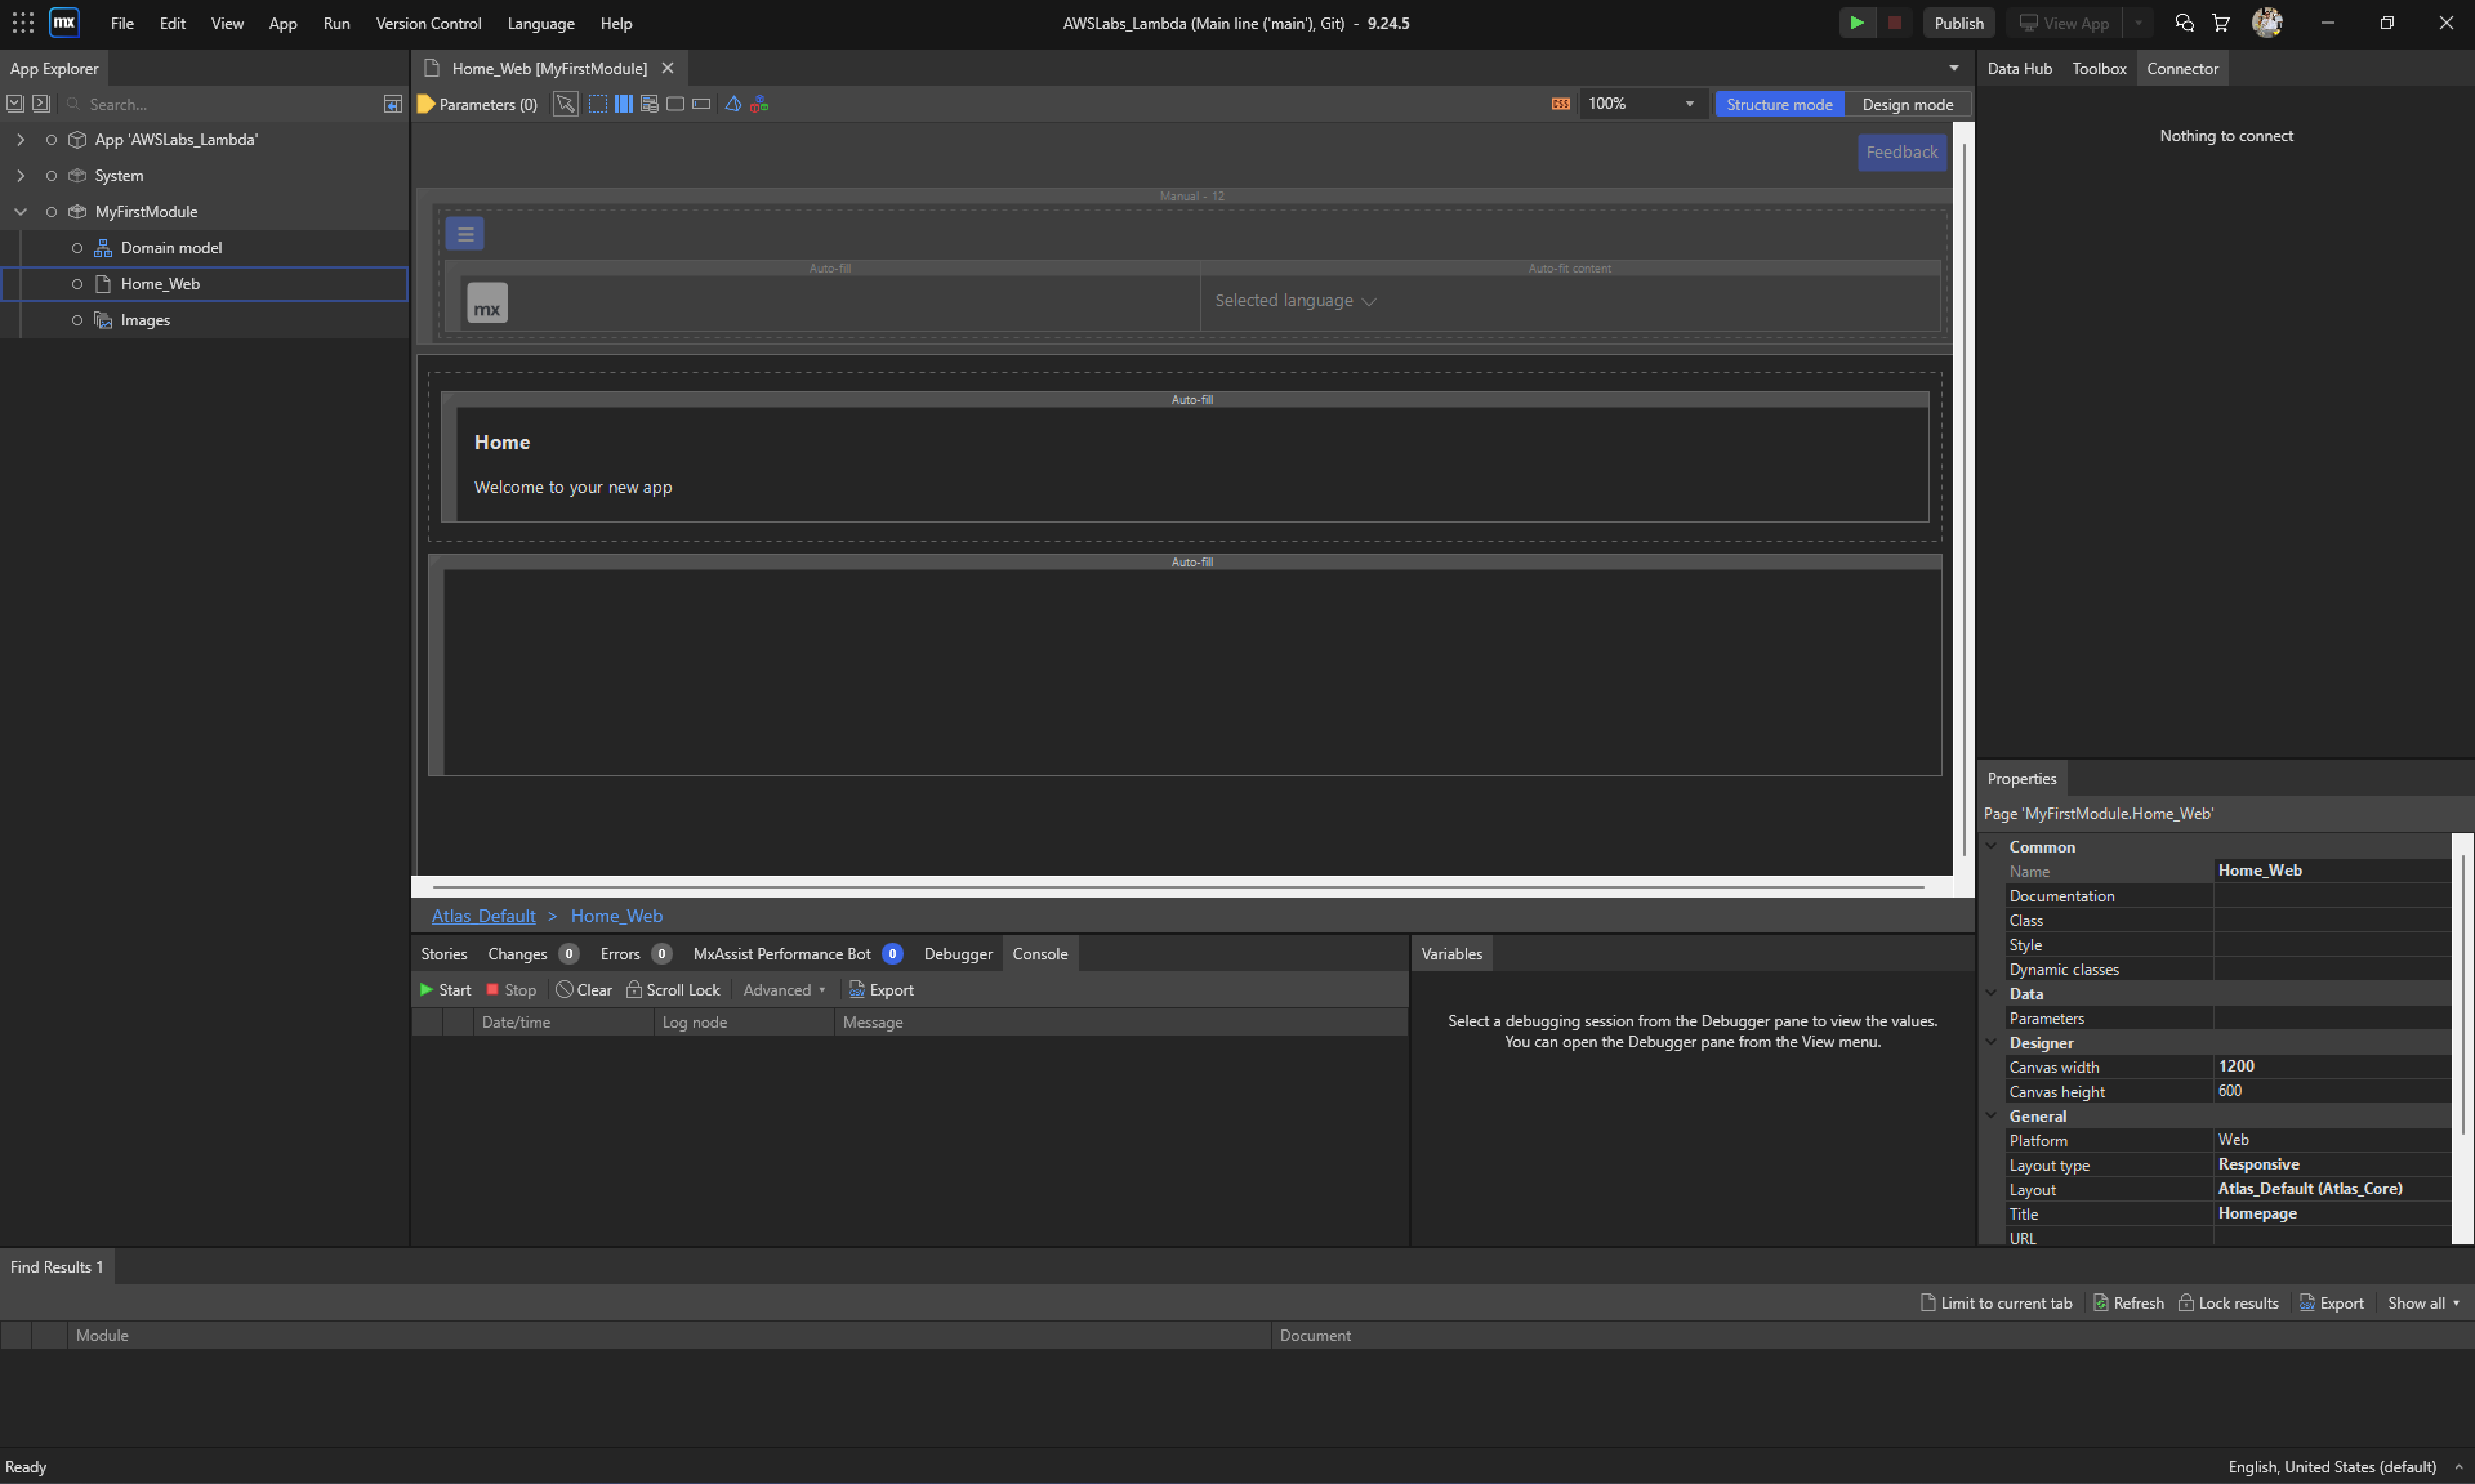 mx File Edit View App Run Version Control Language Help AWSLabs_Lambda (Main line ('main'), Git) - 9.24.5 Publish View App
App Explorer
Home_Web [MyFirstModule]
Data Hub Toolbox Connector
Search...
Parameters (0)
CSS 100% Structure mode Design mode
App 'AWSLabs_Lambda'
System
MyFirstModule
Domain model
Home_Web
Images
Nothing to connect
Feedback
Manual - 12
Auto-fill Auto-fit content
mx Selected language
Auto-fill
Home
Welcome to your new app
Auto-fill
Atlas_Default > Home_Web
Stories Changes 0 Errors 0 MxAssist Performance Bot 0 Debugger Console
Start Stop Clear Scroll Lock Advanced CSV Export
Date/time Log node Message
Variables
Select a debugging session from the Debugger pane to view the values.
You can open the Debugger pane from the View menu.
Properties
Page 'MyFirstModule.Home_Web'
Common
Name Home_Web
Documentation
Class
Style
Dynamic classes
Data
Parameters
Designer
Canvas width 1200
Canvas height 600
General
Platform Web
Layout type Responsive
Layout Atlas_Default (Atlas_Core)
Title Homepage
URL
Find Results 1
Limit to current tab Refresh Lock results CSV Export Show all
Module Document
Ready English, United States (default)